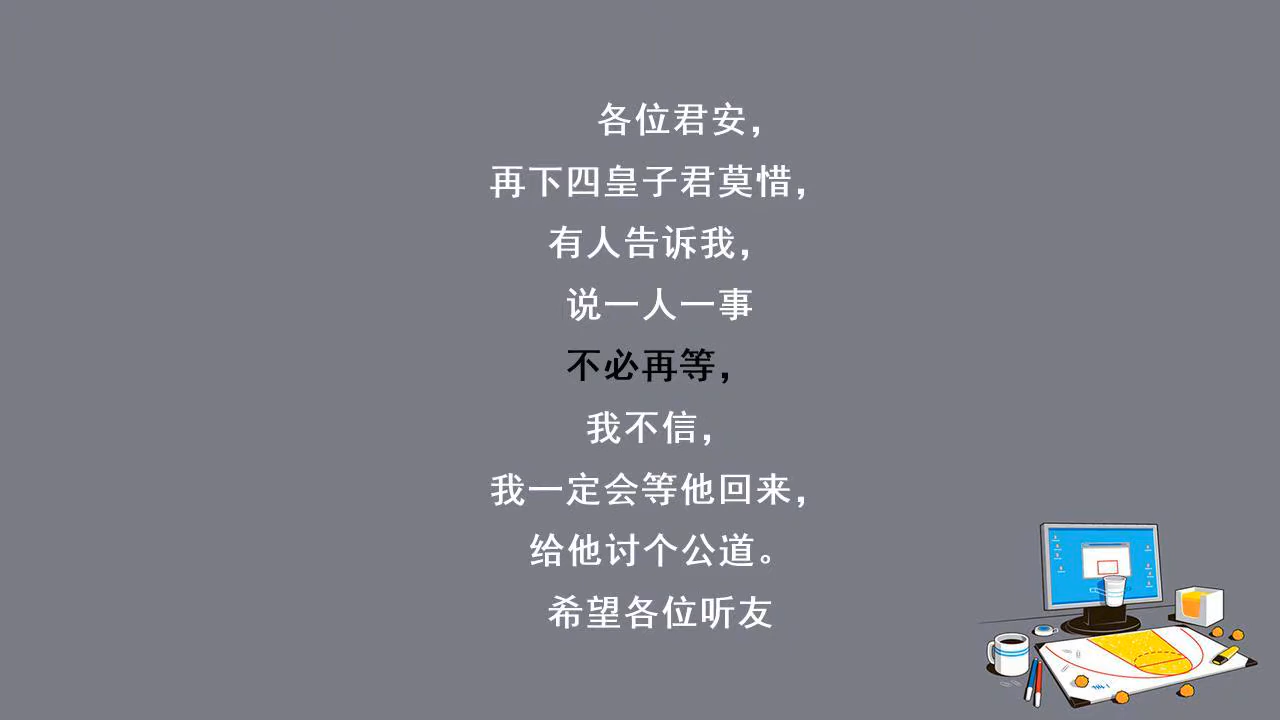 各位君安，
再下四皇子君莫惜，
有人告诉我，
说一人一事
不必再等，
我不信，
我一定会等他回来，
给他讨个公道。
希望各位听友